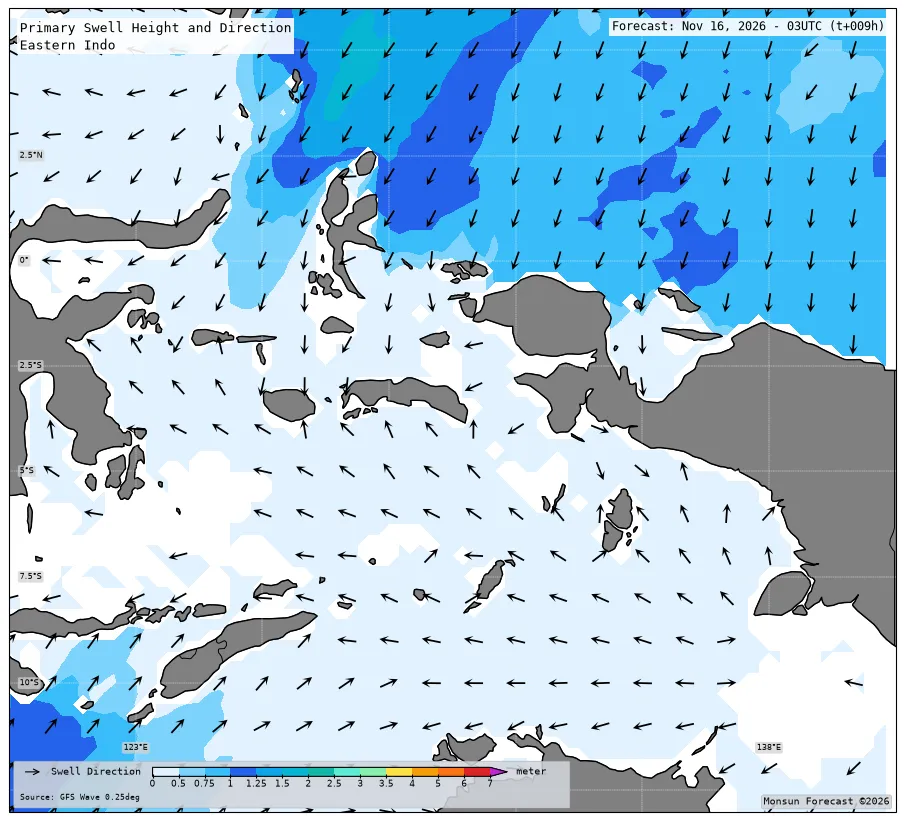 Primary Swell Height and Direction
Eastern Indo
Forecast: Nov 16, 2026 - 03UTC (t+009h)
2.5°N
0°
2.5°S
5°S
7.5°S
10°S
123°E
138°E
Swell Direction
meter
0 0.5 0.75 1 1.25 1.5 2 2.5 3 3.5 4 5 6 7
Source: GFS Wave 0.25deg
Monsun Forecast ©2026